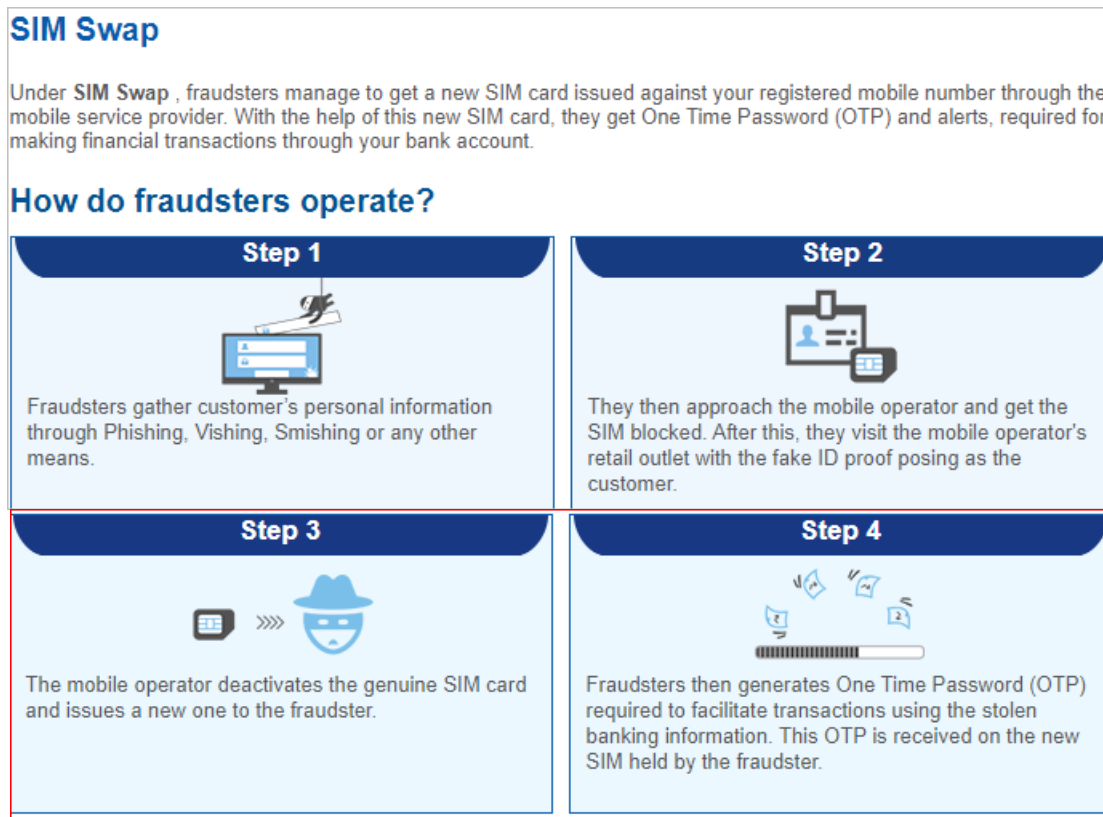 SIM Swap
Under SIM Swap , fraudsters manage to get a new SIM card issued against your registered mobile number through the
mobile service provider. With the help of this new SIM card, they get One Time Password (OTP) and alerts, required for
making financial transactions through your bank account.
How do fraudsters operate?
Step 1
Fraudsters gather customer's personal information
through Phishing, Vishing, Smishing or any other
means.
Step 2
They then approach the mobile operator and get the
SIM blocked. After this, they visit the mobile operator's
retail outlet with the fake ID proof posing as the
customer.
Step 3
The mobile operator deactivates the genuine SIM card
and issues a new one to the fraudster.
Step 4
Fraudsters then generates One Time Password (OTP)
required to facilitate transactions using the stolen
banking information. This OTP is received on the new
SIM held by the fraudster.